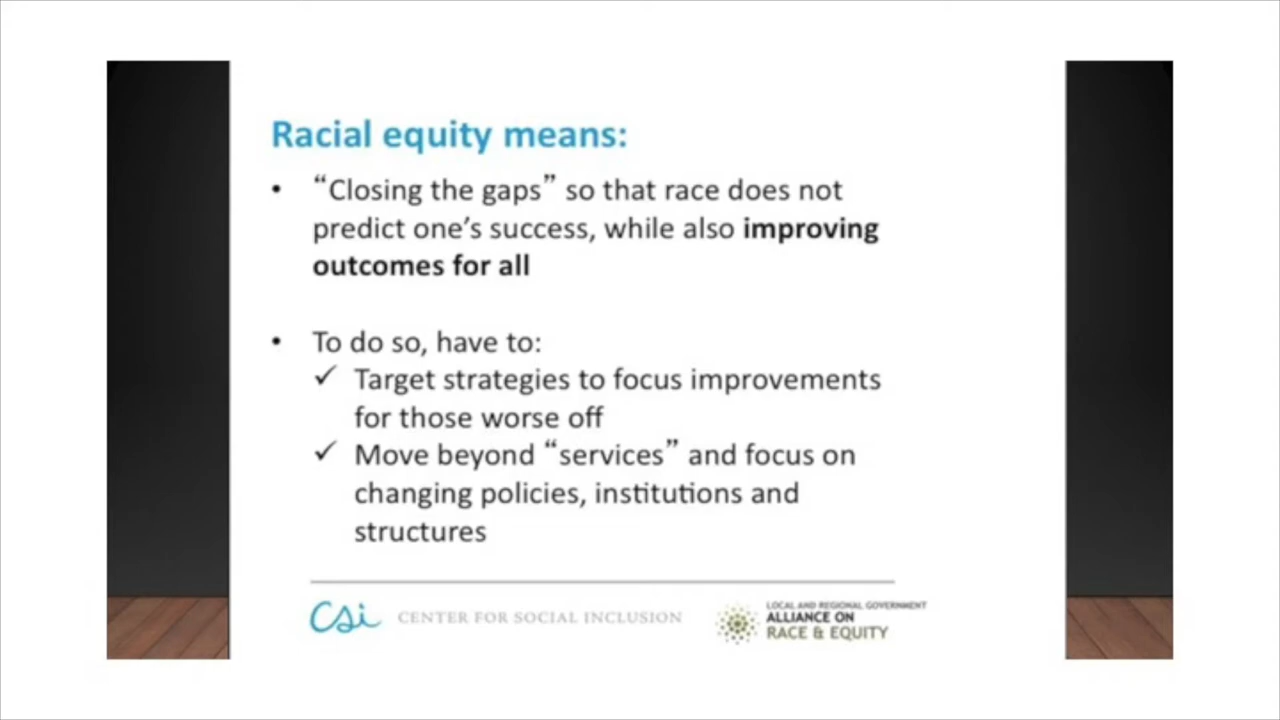 Racial equity means:
• “Closing the gaps” so that race does not
predict one’s success, while also improving
outcomes for all
• To do so, have to:
✓ Target strategies to focus improvements
for those worse off
✓ Move beyond “services” and focus on
changing policies, institutions and
structures
csi CENTER FOR SOCIAL INCLUSION
LOCAL AND REGIONAL GOVERNMENT
ALLIANCE ON
RACE & EQUITY